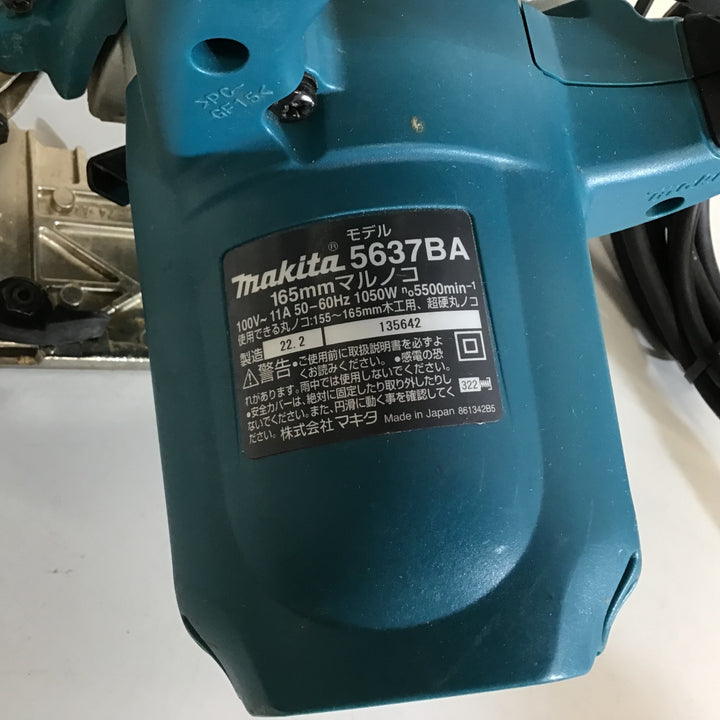 >PC-
GF15<
makita
モデル
makita® 5637BA
165mmマルノコ
100V~ 11A 50-60Hz 1050W n₀5500min⁻¹
使用できる丸ノコ:155~165mm木工用、超硬丸ノコ
製造 22.2 135642
⚠警告 •ご使用前に取扱説明書を必ずよ
くお読みください。 •感電の恐
れがあります。雨中では使用しないでください。
•安全カバーは、絶対に固定したり取り外したりし
ないでください。また、円滑に動く事を確認してく
ださい。 322
株式会社 マキタ Made in Japan 861342B5